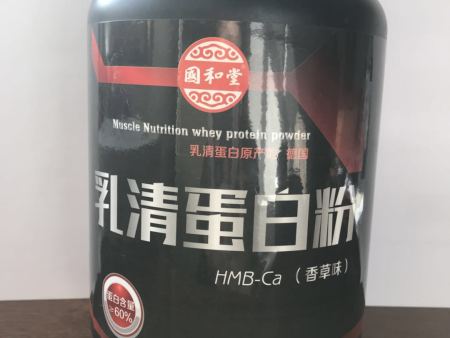 國和堂
Muscle Nutrition whey protein powder
乳清蛋白原产地 德国
乳清蛋白粉
HMB-Ca （香草味）
蛋白含量
≥60%